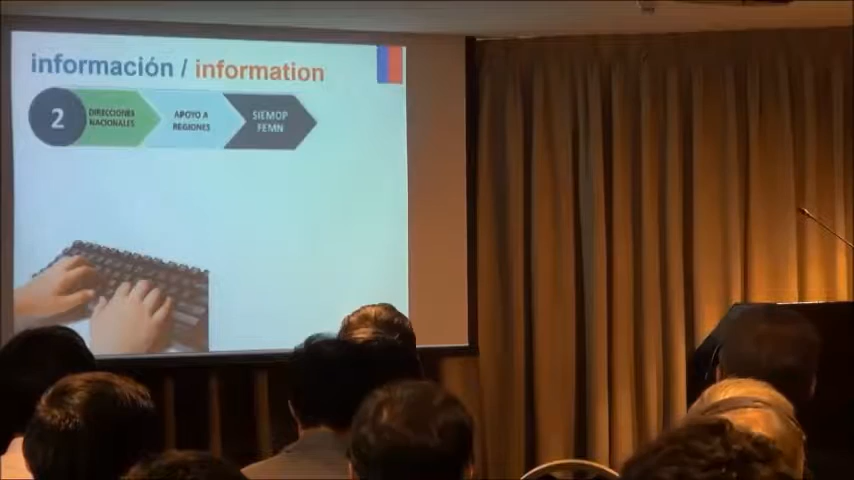 información / information
2
DIRECCIONES
NACIONALES
APOYO A
REGIONES
SIEMOP
FEMN